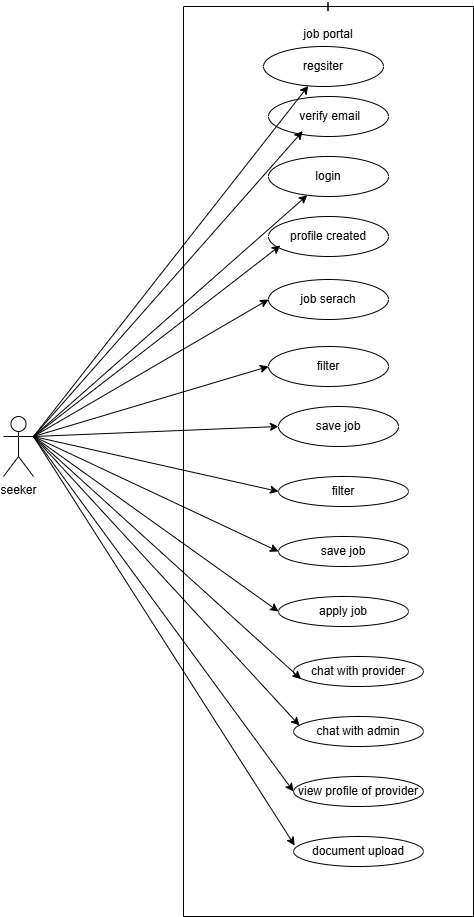 job portal
regsiter
verify email
login
profile created
job serach
filter
save job
seeker
filter
save job
apply job
chat with provider
chat with admin
view profile of provider
document upload